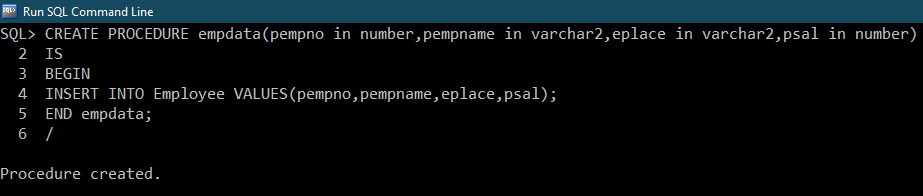 Run SQL Command Line
SQL> CREATE PROCEDURE empdata(pempno in number,pempname in varchar2,eplace in varchar2,psal in number)
2 IS
3 BEGIN
4 INSERT INTO Employee VALUES(pempno,pempname,eplace,psal);
5 END empdata;
6 /
Procedure created.